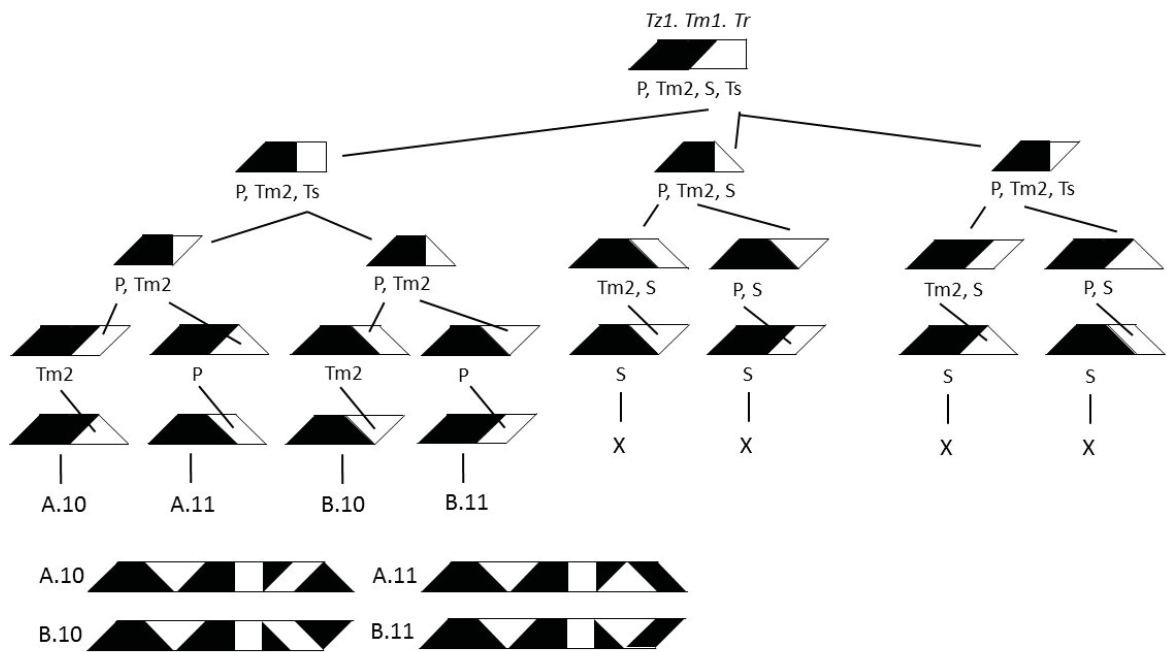 Tz1. Tm1. Tr
P, Tm2, S, Ts
P, Tm2, Ts
P, Tm2, S
P, Tm2, Ts
P, Tm2
P, Tm2
Tm2, S
P, S
Tm2, S
P, S
Tm2
P
Tm2
P
S
S
S
S
X
X
X
X
A.10
A.11
B.10
B.11
A.10
A.11
B.10
B.11